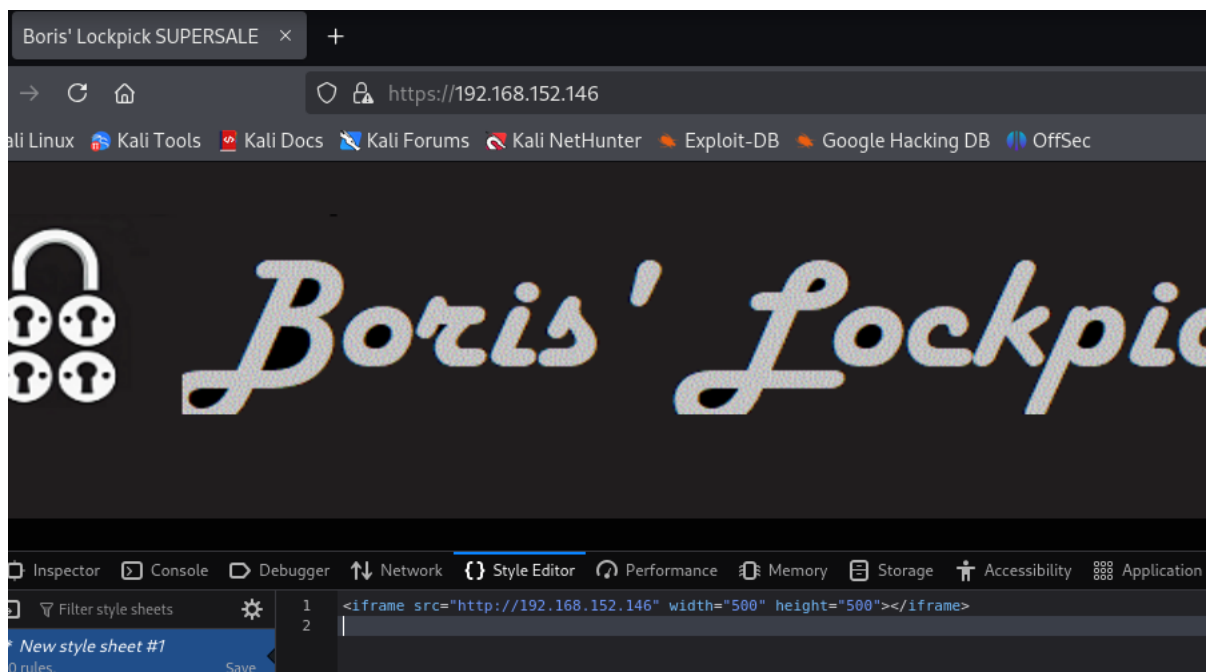 Boris' Lockpick SUPERSALE
https://192.168.152.146
ali Linux Kali Tools Kali Docs Kali Forums Kali NetHunter Exploit-DB Google Hacking DB OffSec
Boris' Lockpic
Inspector Console Debugger Network Style Editor Performance Memory Storage Accessibility Application
Filter style sheets
1 <iframe src="http://192.168.152.146" width="500" height="500"></iframe>
2
* New style sheet #1
0 rules. Save